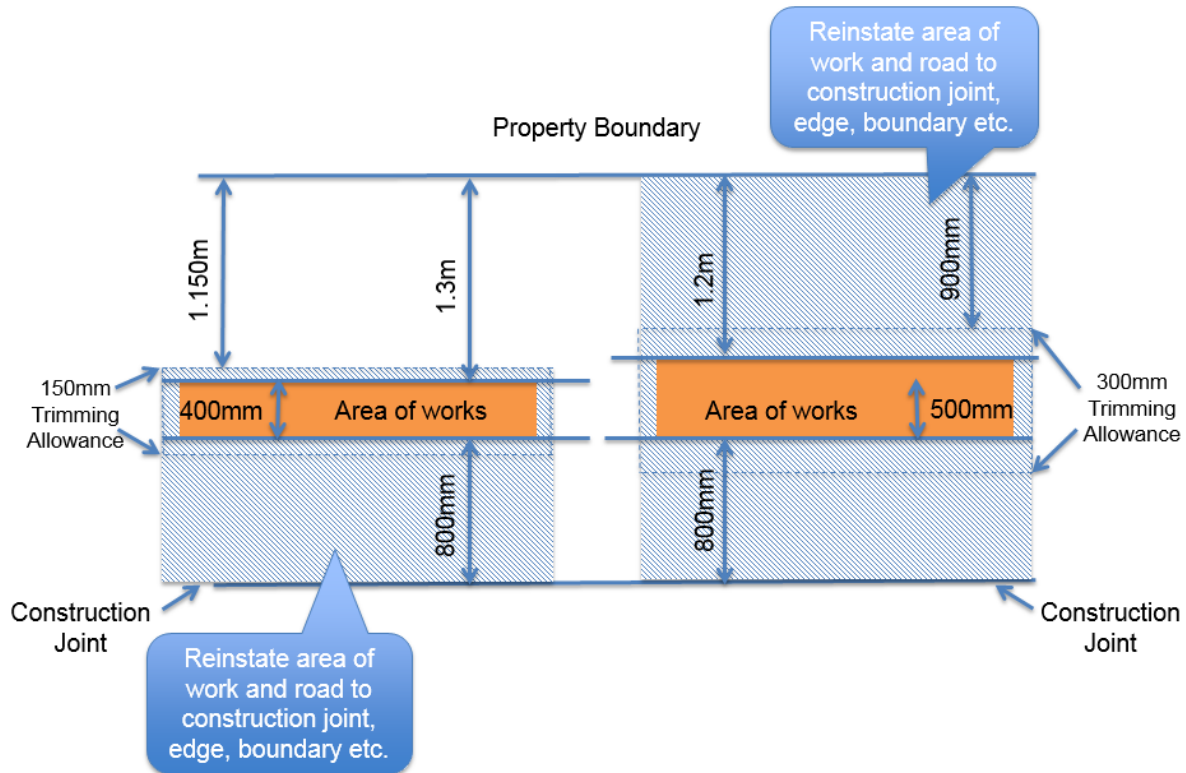 Reinstate area of
work and road to
construction joint,
edge, boundary etc.
Property Boundary
1.150m
1.3m
1.2m
900mm
150mm
Trimming
Allowance
400mm
Area of works
Area of works
500mm
300mm
Trimming
Allowance
800mm
800mm
Construction
Joint
Construction
Joint
Reinstate area of
work and road to
construction joint,
edge, boundary etc.